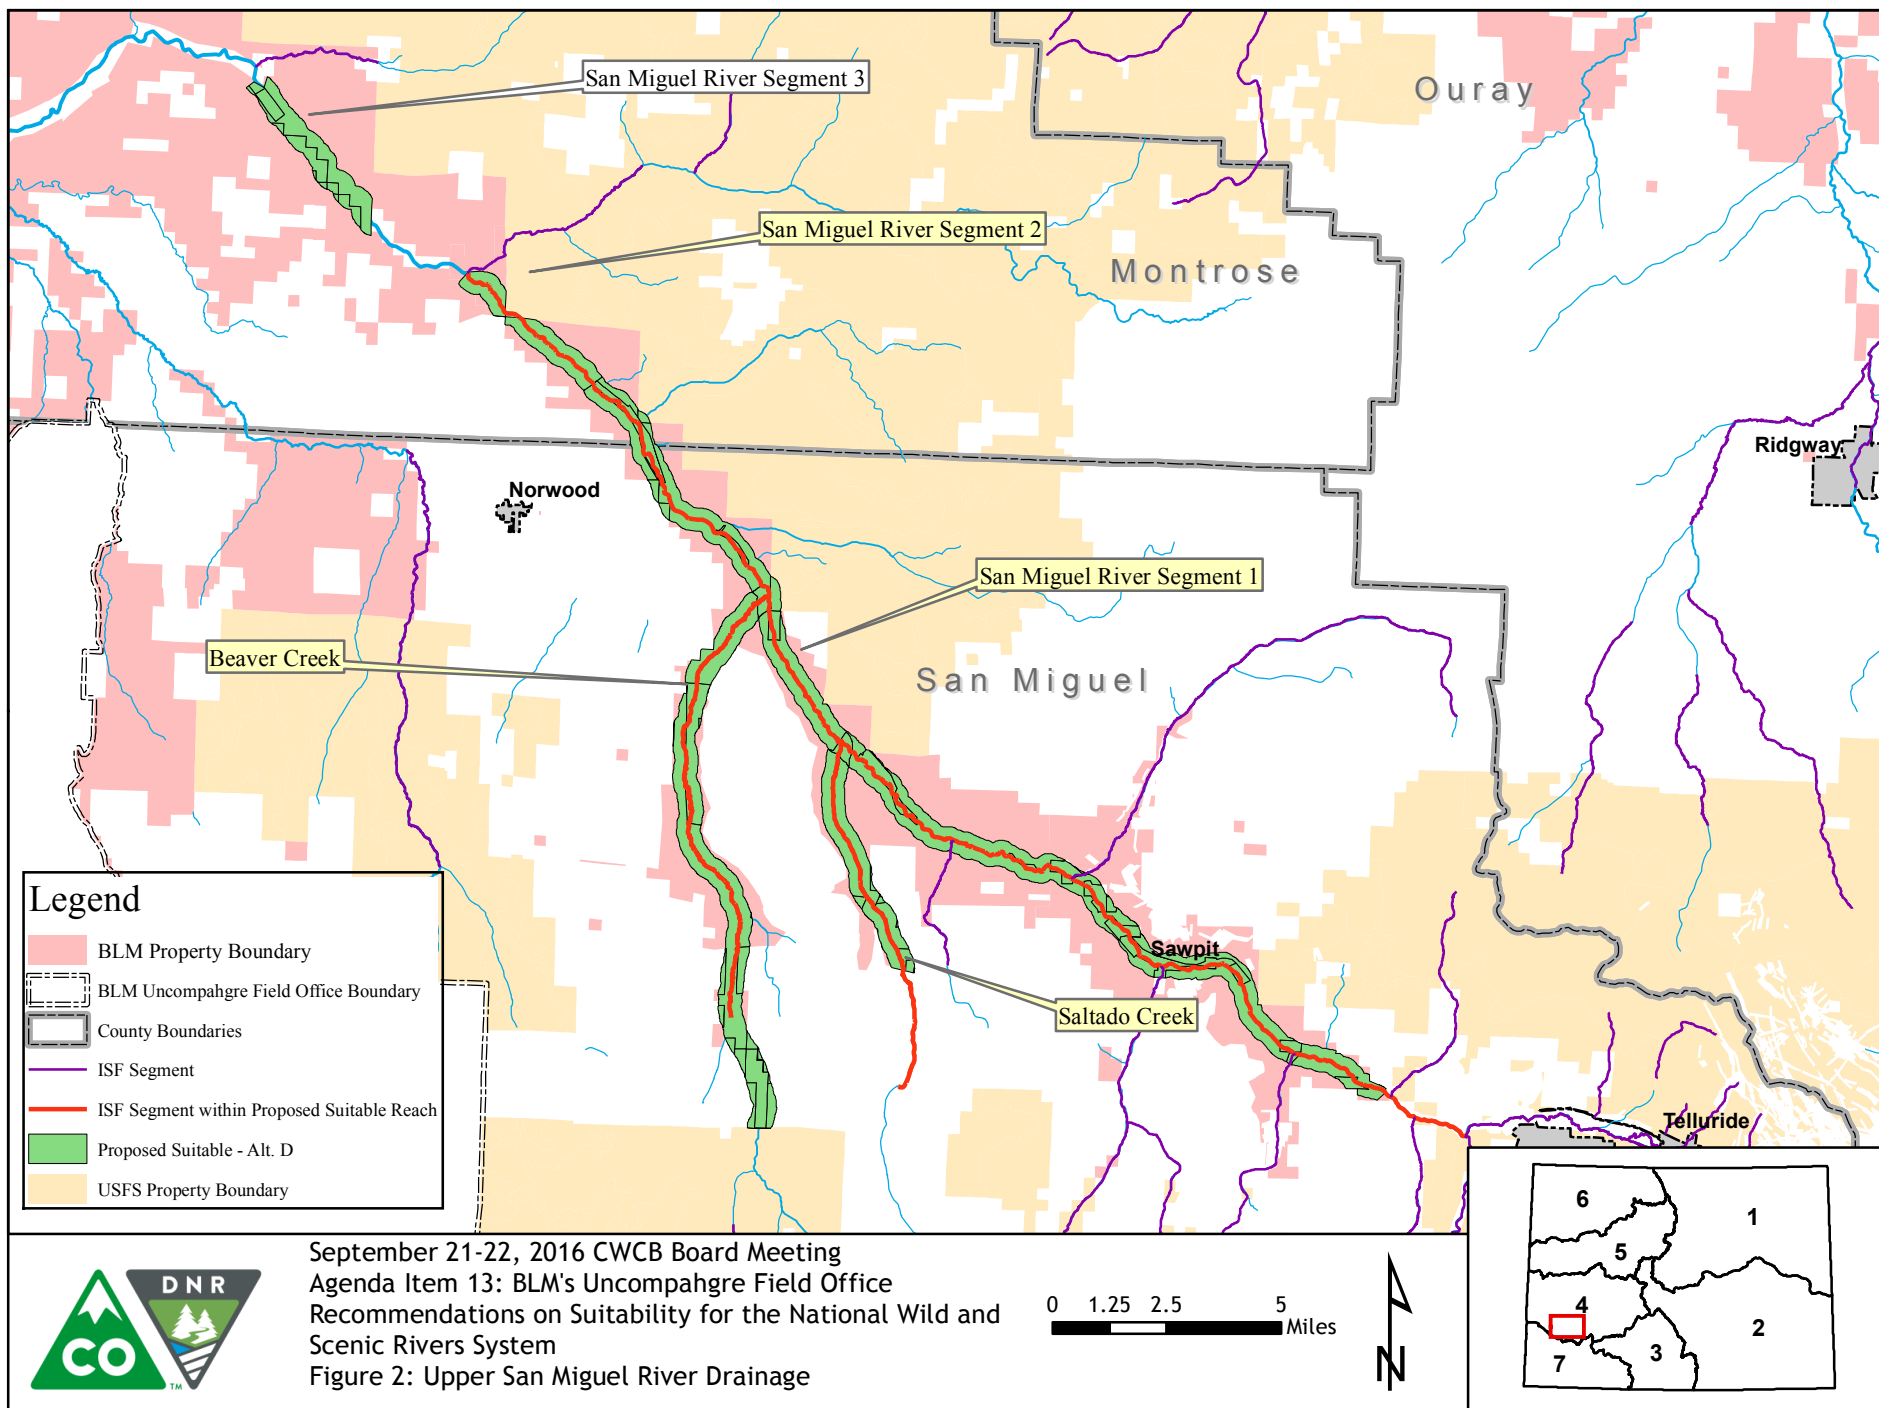 San Miguel River Segment 3
Ouray
San Miguel River Segment 2
Montrose
Ridgway
Norwood
San Miguel River Segment 1
Beaver Creek
San Miguel
Sawpit
Saltado Creek
Telluride
Legend
BLM Property Boundary
BLM Uncompahgre Field Office Boundary
County Boundaries
ISF Segment
ISF Segment within Proposed Suitable Reach
Proposed Suitable - Alt. D
USFS Property Boundary
CO
TM
DNR
September 21-22, 2016 CWCB Board Meeting
Agenda Item 13: BLM's Uncompahgre Field Office
Recommendations on Suitability for the National Wild and
Scenic Rivers System
Figure 2: Upper San Miguel River Drainage
0 1.25 2.5 5
Miles
N
6
1
5
4
2
3
7